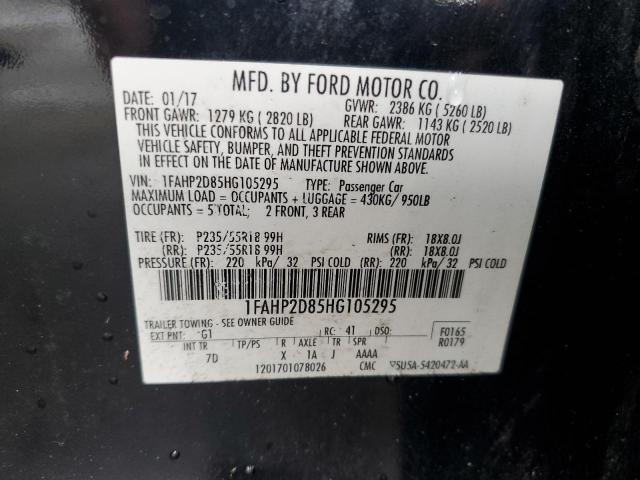 MFD. BY FORD MOTOR CO.
DATE: 01/17 GVWR: 2386 KG ( 5260 LB)
FRONT GAWR: 1279 KG ( 2820 LB) REAR GAWR: 1143 KG ( 2520 LB)
THIS VEHICLE CONFORMS TO ALL APPLICABLE FEDERAL MOTOR
VEHICLE SAFETY, BUMPER, AND THEFT PREVENTION STANDARDS
IN EFFECT ON THE DATE OF MANUFACTURE SHOWN ABOVE.
VIN: 1FAHP2D85HG105295 TYPE: Passenger Car
MAXIMUM LOAD = OCCUPANTS + LUGGAGE = 430KG/ 950LB
OCCUPANTS = 5 TOTAL; 2 FRONT, 3 REAR
TIRE (FR): P235/55R18 99H RIMS (FR): 18X8.0J
(RR): P235/55R18 99H (RR): 18X8.0J
PRESSURE (FR): 220 kPa/ 32 PSI COLD (RR): 220 kPa/ 32 PSI COLD
1FAHP2D85HG105295
TRAILER TOWING - SEE OWNER GUIDE
EXT PNT: G1 RC: 41 DSO: F0165
INT TR TP/PS R AXLE TR SPR R0179
7D X 1A J AAAA
1201701078026 CMC 5USA-5420472-AA